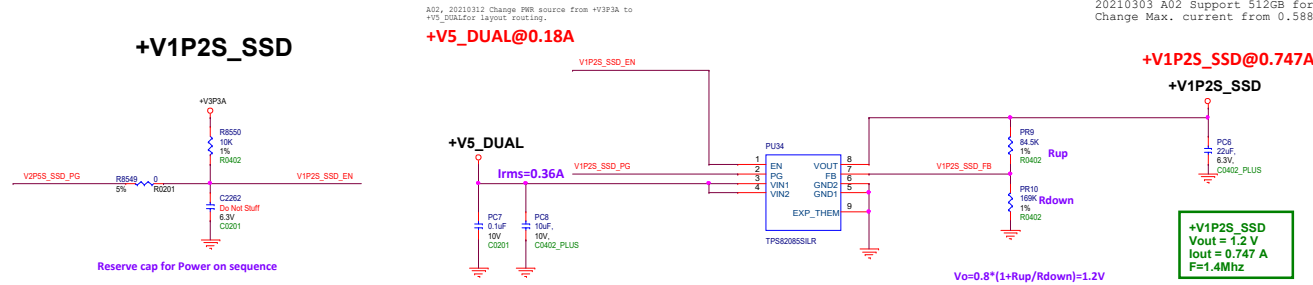 A02, 20210312 Change PWR source from +V3P3A to
+V5_DUALfor layout routing.
20210303 A02 Support 512GB for
Change Max. current from 0.588
+V1P2S_SSD
+V5_DUAL@0.18A
+V1P2S_SSD@0.747A
+V1P2S_SSD
V1P2S_SSD_EN
+V3P3A
R8550
10K
1%
R0402
V2P5S_SSD_PG
R8549
0
5%
R0201
V1P2S_SSD_EN
C2262
Do Not Stuff
6.3V
C0201
Reserve cap for Power on sequence
+V5_DUAL
Irms=0.36A
V1P2S_SSD_PG
PC7
0.1uF
10V
C0201
PC8
10uF,
10V,
C0402_PLUS
PU34
1
EN
2
PG
3
VIN1
4
VIN2
VOUT
8
FB
7
GND2
6
GND1
5
EXP_THEM
9
TPS82085SILR
V1P2S_SSD_FB
PR9
84.5K
1%
R0402
Rup
PR10
169K
1%
R0402
Rdown
PC6
22uF,
6.3V,
C0402_PLUS
Vo=0.8*(1+Rup/Rdown)=1.2V
+V1P2S_SSD
Vout = 1.2 V
Iout = 0.747 A
F=1.4Mhz